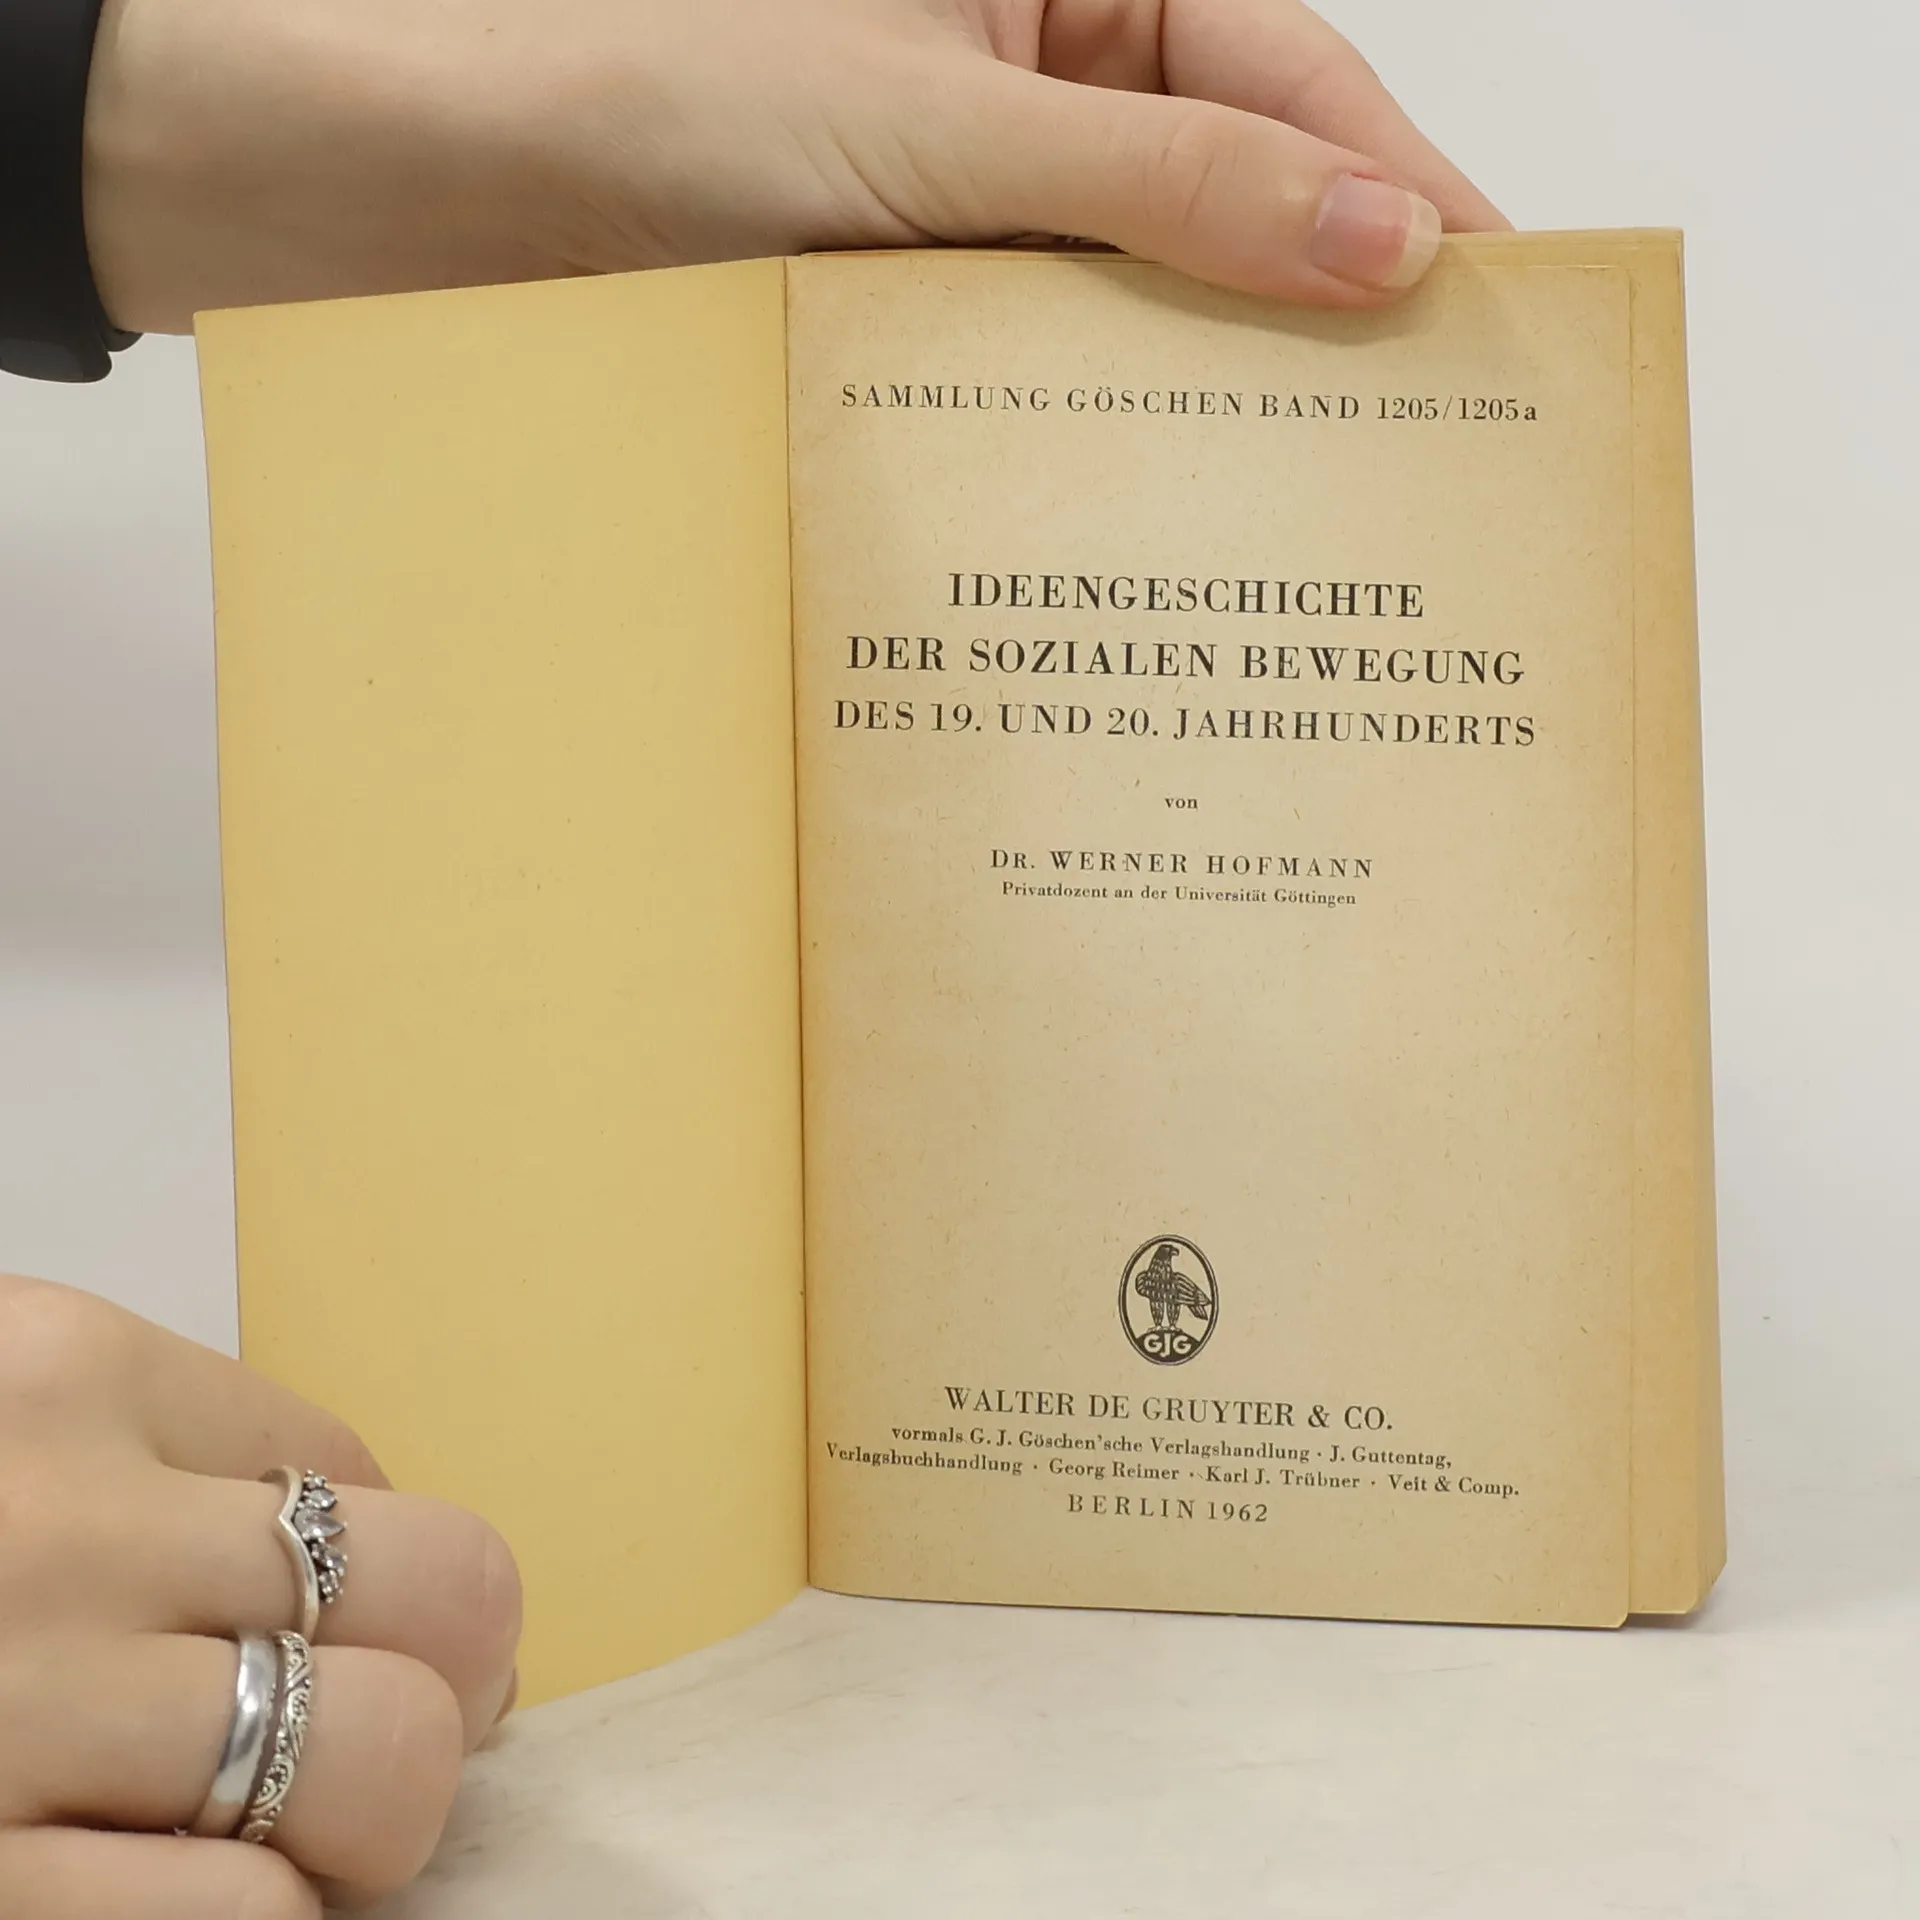 SAMMLUNG GÖSCHEN BAND 1205/1205a
IDEENGESCHICHTE
DER SOZIALEN BEWEGUNG
DES 19. UND 20. JAHRHUNDERTS
von
DR. WERNER HOFMANN
Privatdozent an der Universität Göttingen
GJG
WALTER DE GRUYTER & CO.
vormals G. J. Göschen'sche Verlagshandlung · J. Guttentag,
Verlagsbuchhandlung · Georg Reimer · Karl J. Trübner · Veit & Comp.
BERLIN 1962